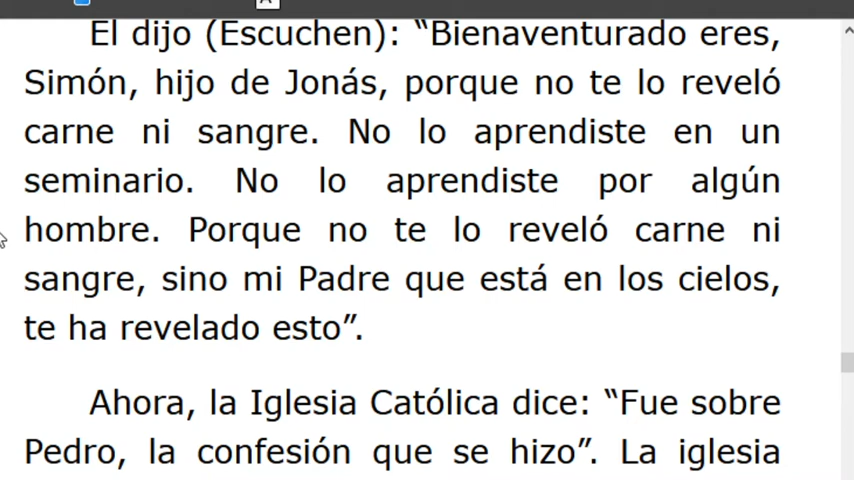 El dijo (Escuchen): “Bienaventurado eres,
Simón, hijo de Jonás, porque no te lo reveló
carne ni sangre. No lo aprendiste en un
seminario. No lo aprendiste por algún
hombre. Porque no te lo reveló carne ni
sangre, sino mi Padre que está en los cielos,
te ha revelado esto”.
Ahora, la Iglesia Católica dice: “Fue sobre
Pedro, la confesión que se hizo”. La iglesia